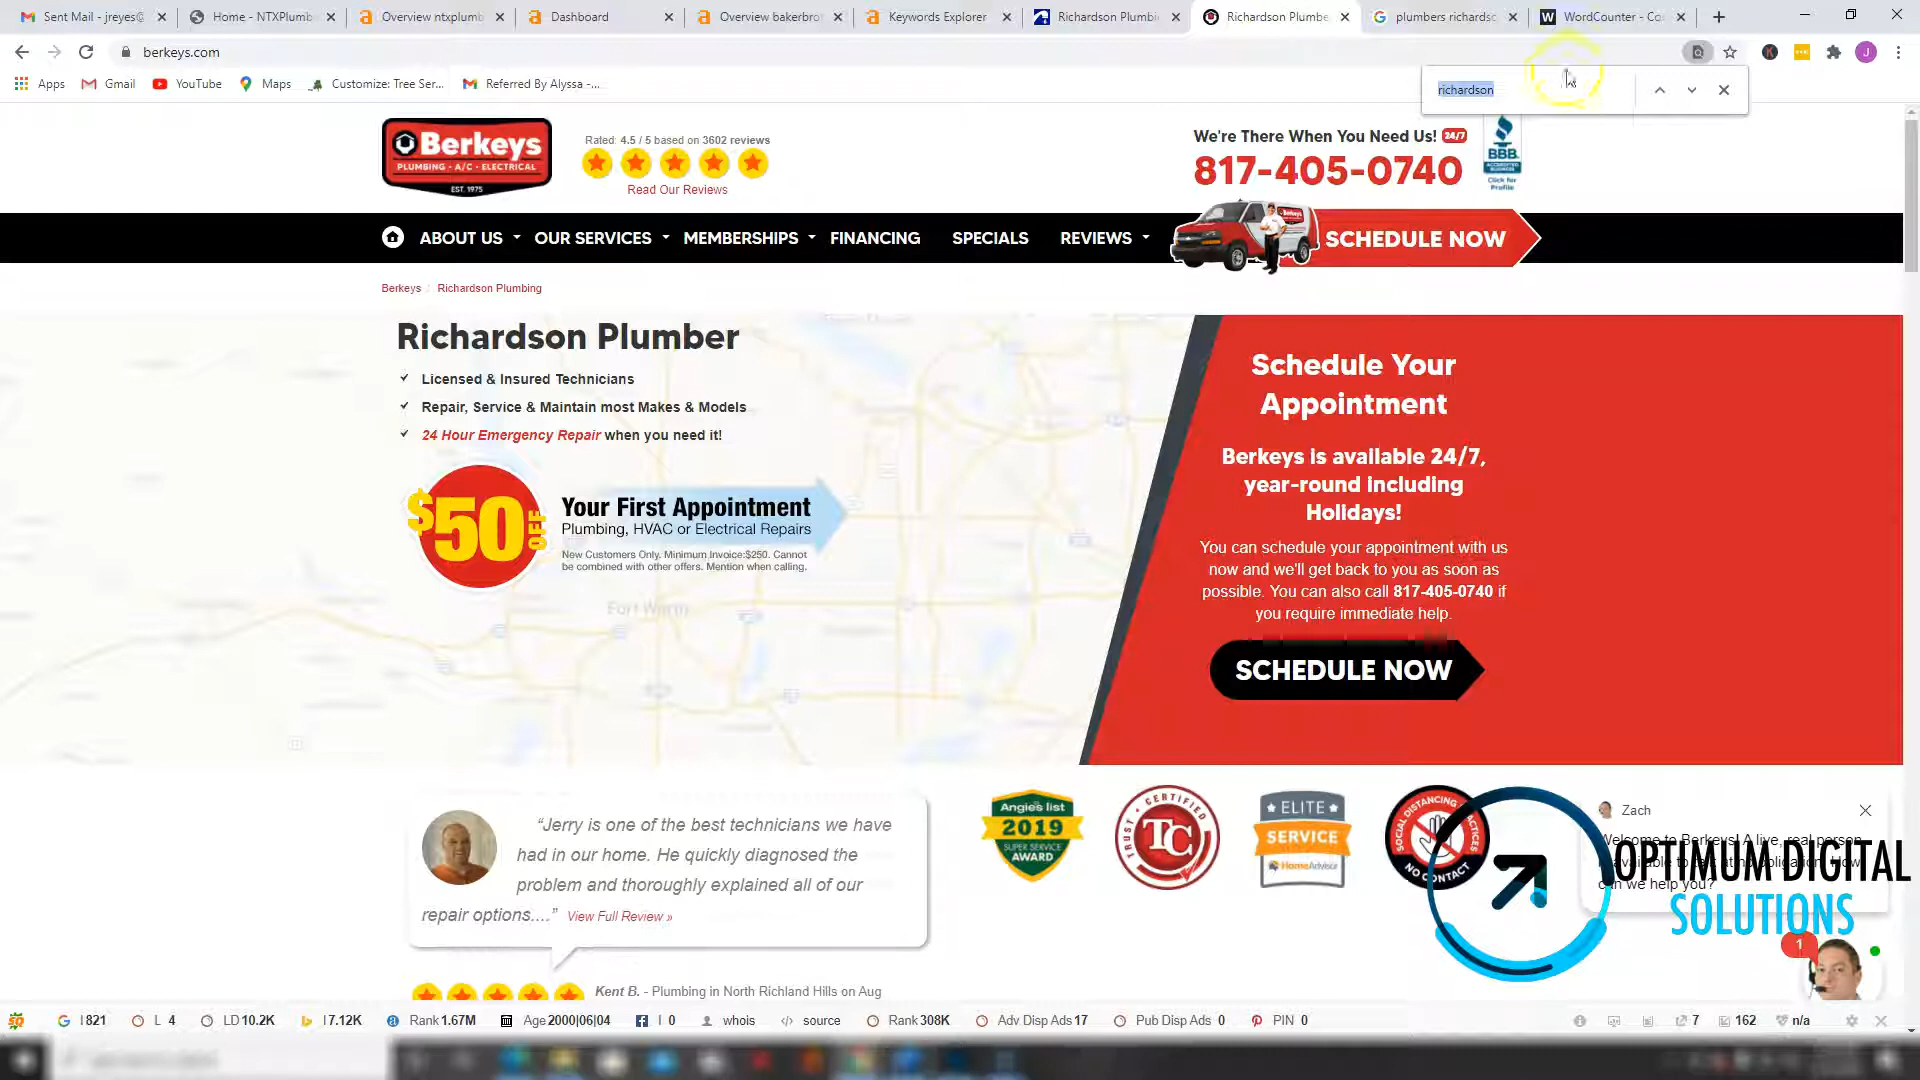 Sent Mail - jreyes@
Home - NTXPlumb
Overview ntxplumb
Dashboard
Overview bakerbro
Keywords Explorer
Richardson Plumbi
Richardson Plumbe
plumbers richardso
WordCounter - Co
berkeys.com
Apps
Gmail
YouTube
Maps
Customize: Tree Ser...
Referred By Alyssa -...
richardson
Berkeys
PLUMBING - A/C - ELECTRICAL
EST. 1975
Rated: 4.5 / 5 based on 3602 reviews
Read Our Reviews
We're There When You Need Us! 24/7
817-405-0740
BBB
ACCREDITED BUSINESS
Click for Profile
ABOUT US
OUR SERVICES
MEMBERSHIPS
FINANCING
SPECIALS
REVIEWS
SCHEDULE NOW
Berkeys / Richardson Plumbing
Richardson Plumber
Licensed & Insured Technicians
Repair, Service & Maintain most Makes & Models
24 Hour Emergency Repair when you need it!
$50 OFF
Your First Appointment
Plumbing, HVAC or Electrical Repairs
New Customers Only. Minimum Invoice:$250. Cannot
be combined with other offers. Mention when calling.
Fort Worth
Schedule Your
Appointment
Berkeys is available 24/7,
year-round including
Holidays!
You can schedule your appointment with us
now and we'll get back to you as soon as
possible. You can also call 817-405-0740 if
you require immediate help.
SCHEDULE NOW
“Jerry is one of the best technicians we have
had in our home. He quickly diagnosed the
problem and thoroughly explained all of our
repair options....” View Full Review »
Kent B. - Plumbing in North Richland Hills on Aug
Angie's list
2019
SUPER SERVICE
AWARD
TRUST CERTIFIED
TC
ELITE
SERVICE
HomeAdvisor
SOCIAL DISTANCING PRACTICES
NO CONTACT
Zach
Welcome to Berkeys! A live, real person
is available to talk at no obligation. How
can we help you?
OPTIMUM DIGITAL
SOLUTIONS
1
I 821
L 4
LD 10.2K
I 7.12K
Rank 1.67M
Age 2000|06|04
I 0
whois
source
Rank 308K
Adv Disp Ads 17
Pub Disp Ads 0
PIN 0
7
162
n/a